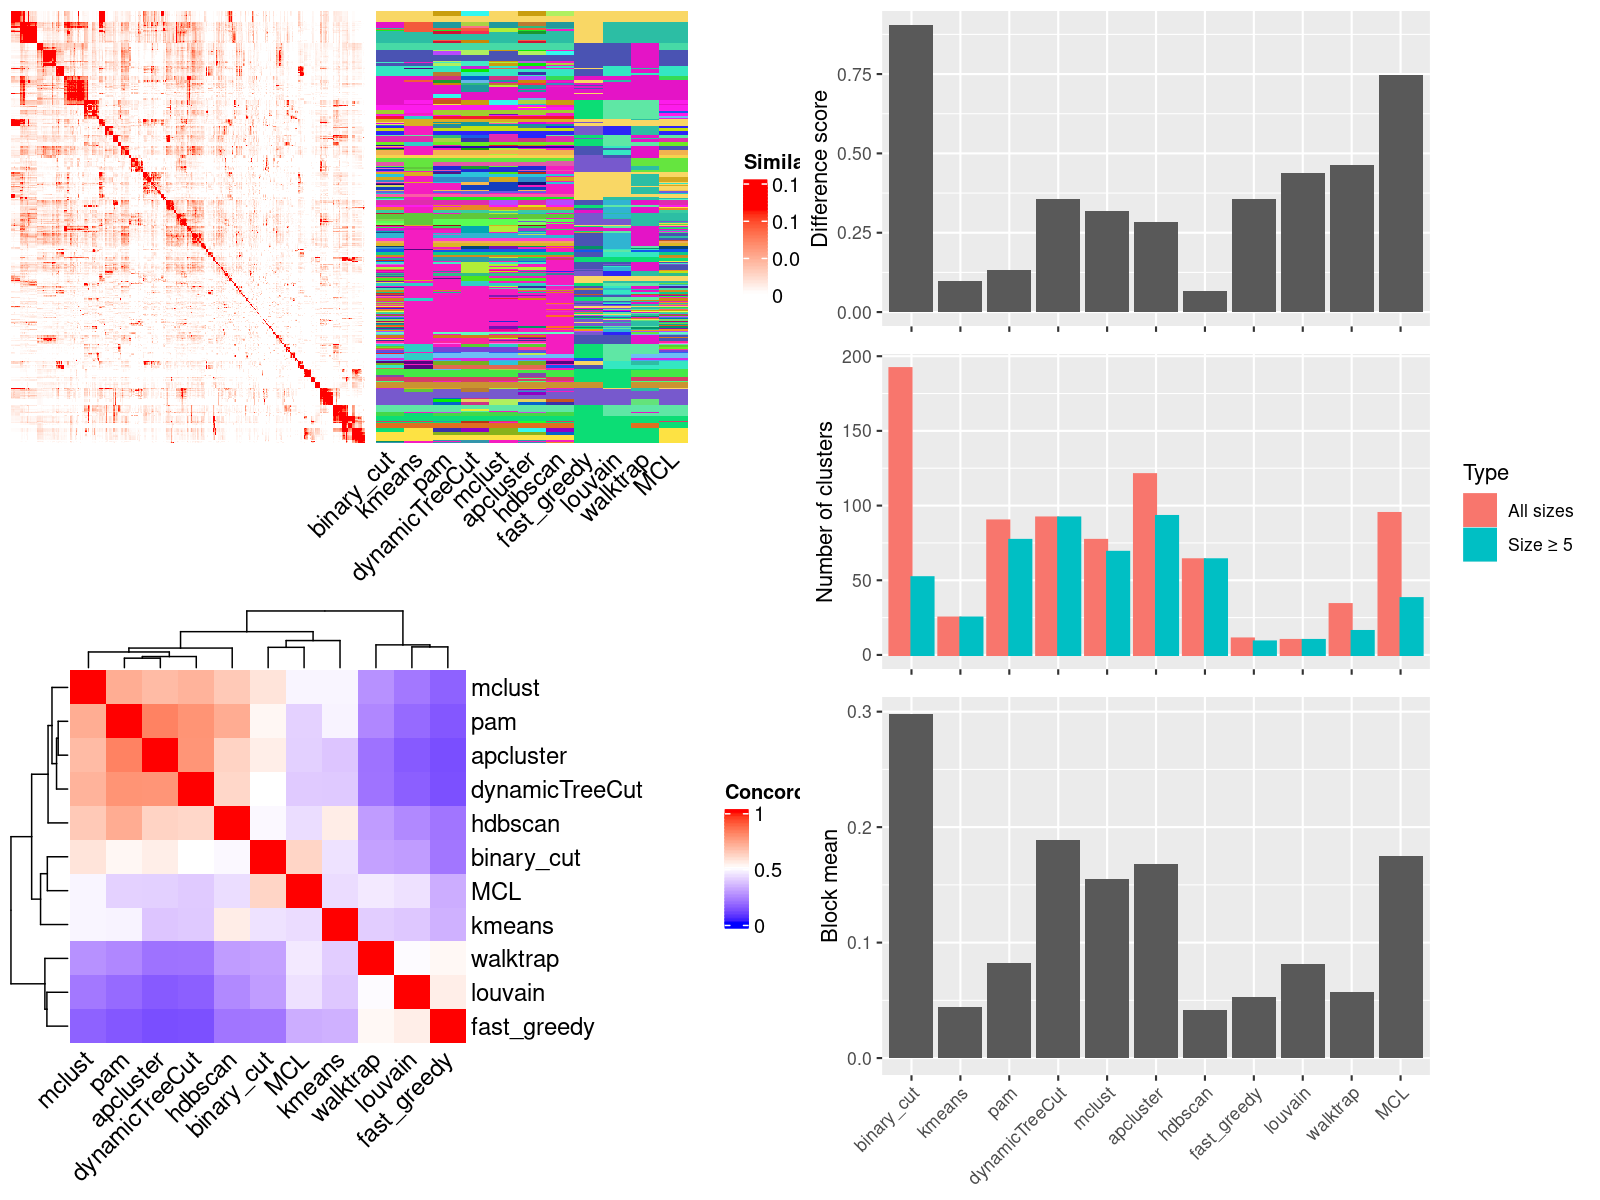 Simila
0.1
0.1
0.0
0
binary_cut
kmeans
pam
dynamicTreeCut
mclust
apcluster
hdbscan
fast_greedy
louvain
walktrap
MCL
Difference score
0.75
0.50
0.25
0.00
Number of clusters
200
150
100
50
0
Type
All sizes
Size ≥ 5
mclust
pam
apcluster
dynamicTreeCut
hdbscan
binary_cut
MCL
kmeans
walktrap
louvain
fast_greedy
mclust
pam
apcluster
dynamicTreeCut
hdbscan
binary_cut
MCL
kmeans
walktrap
louvain
fast_greedy
Concord
1
0.5
0
Block mean
0.3
0.2
0.1
0.0
binary_cut
kmeans
pam
dynamicTreeCut
mclust
apcluster
hdbscan
fast_greedy
louvain
walktrap
MCL